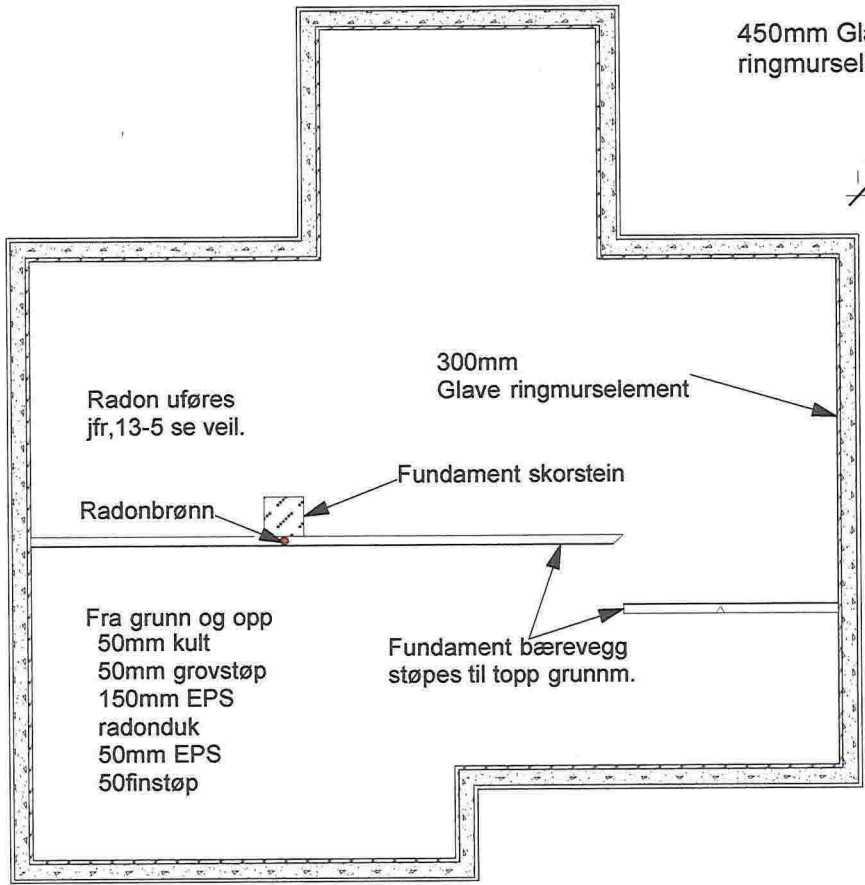 450mm
ringmursel
300mm
Glave ringmurselement
Radon uføres
jfr,13-5 se veil.
Fundament skorstein
Radonbrønn
Fra grunn og opp
50mm kult
50mm grovstøp
150mm EPS
radonduk
50mm EPS
50finstøp
Fundament bærevegg
støpes til topp grunnm.